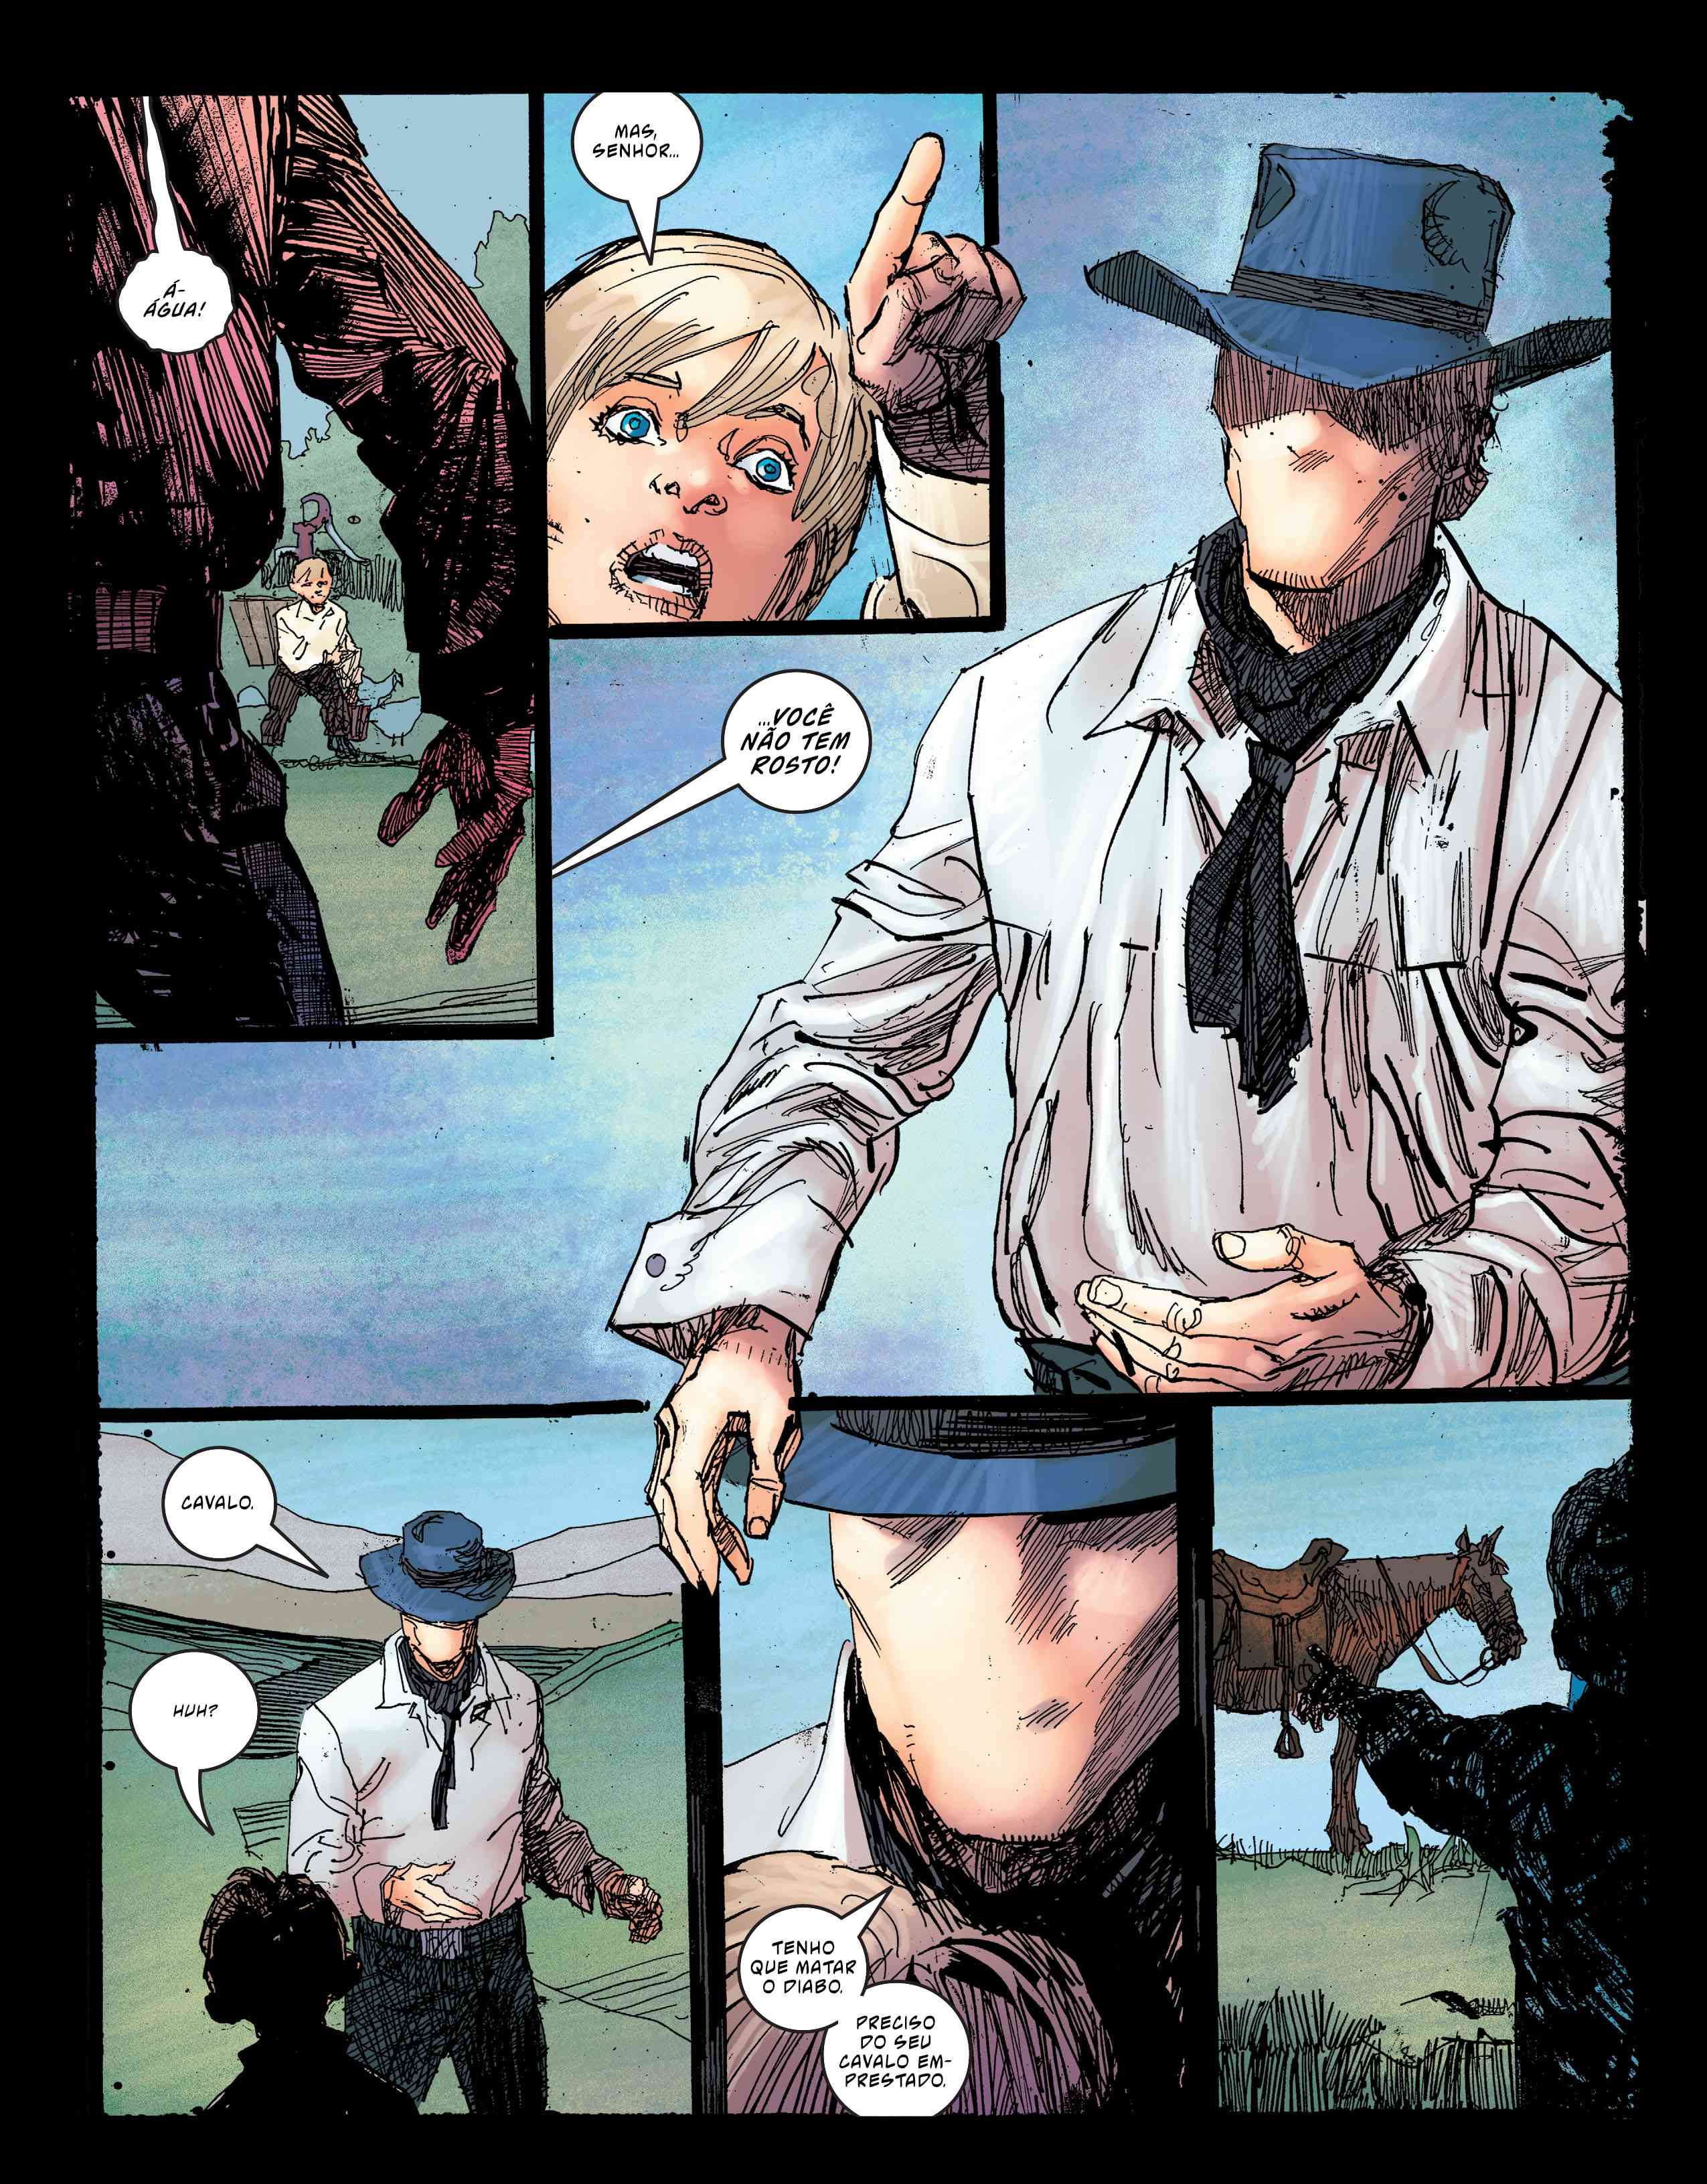 Á-
ÁGUA!
MAS,
SENHOR...
...VOCÊ
NÃO TEM
ROSTO!
CAVALO.
HUH?
TENHO
QUE MATAR
O DIABO.
PRECISO
DO SEU
CAVALO EM-
PRESTADO.